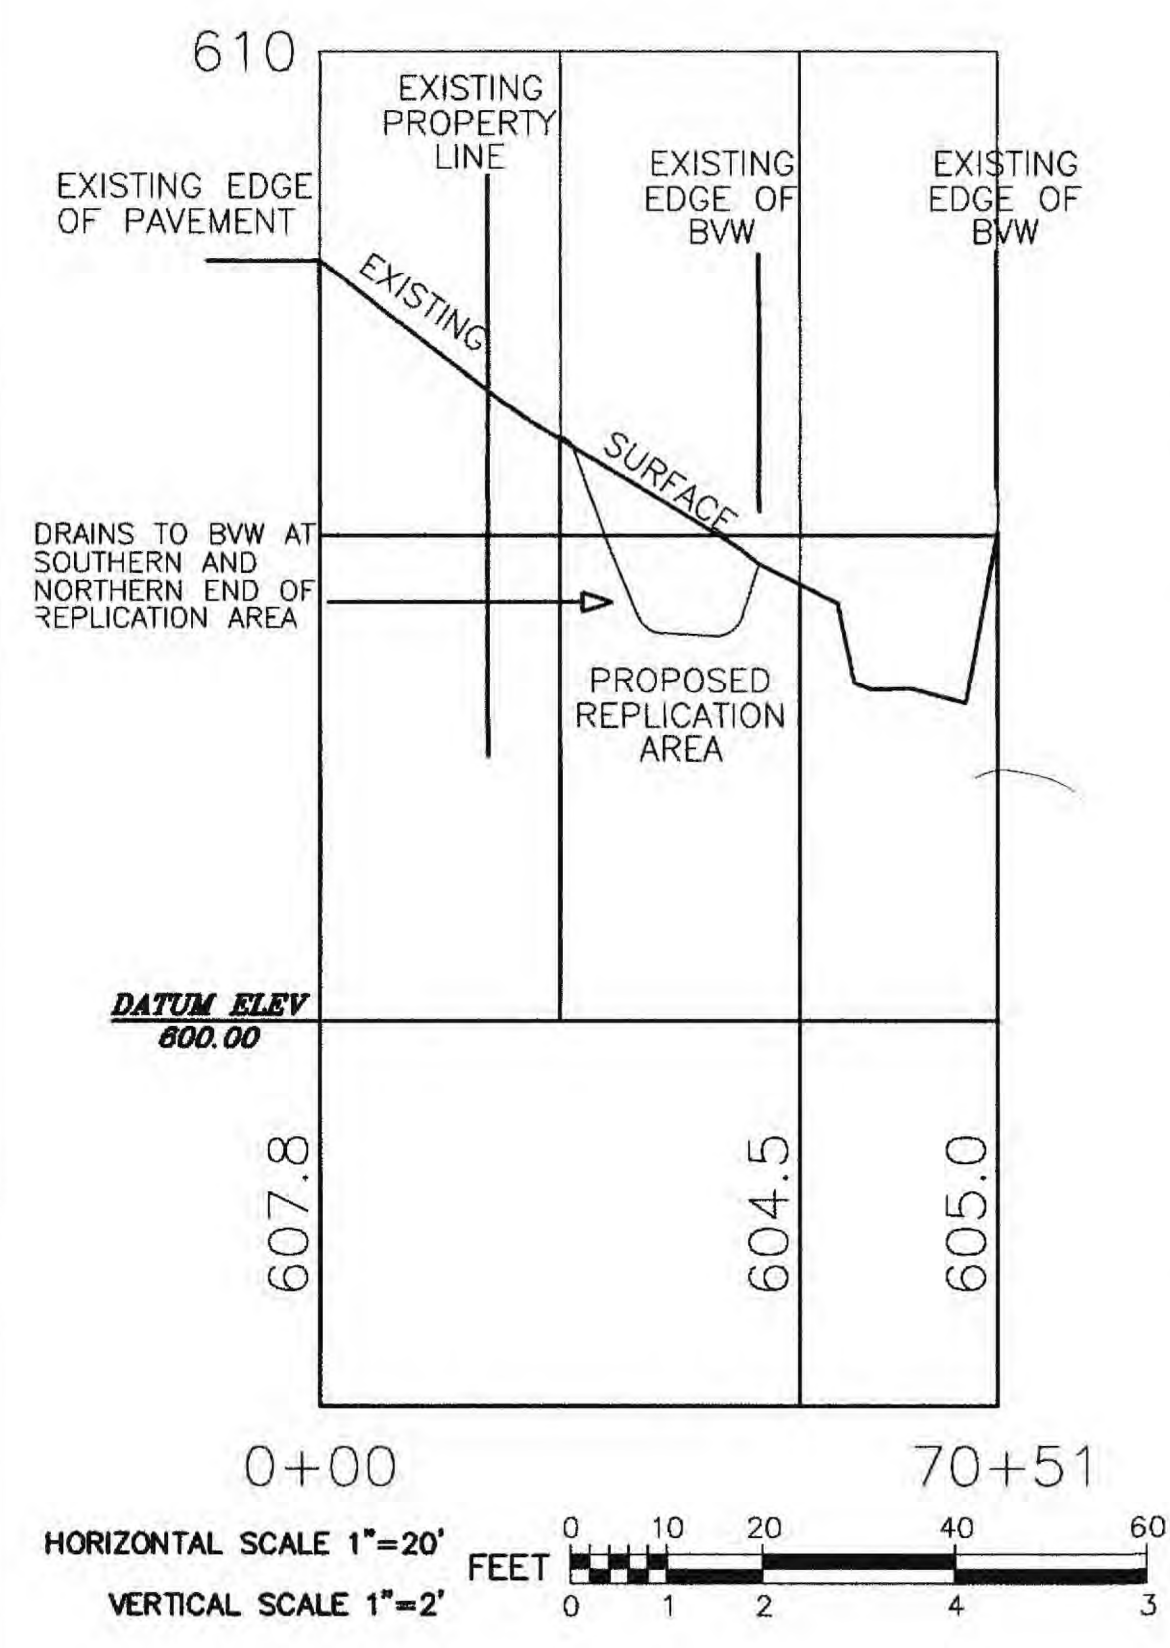 610
EXISTING
PROPERTY
LINE
EXISTING
EDGE OF
BVW
EXISTING
EDGE OF
BVW
EXISTING EDGE
OF PAVEMENT
EXISTING
SURFACE
DRAINS TO BVW AT
SOUTHERN AND
NORTHERN END OF
REPLICATION AREA
PROPOSED
REPLICATION
AREA
DATUM ELEV
600.00
607.8
604.5
605.0
0+00
70+51
HORIZONTAL SCALE 1"=20'
VERTICAL SCALE 1"=2'
FEET
0 10 20 40 60
0 1 2 4 3